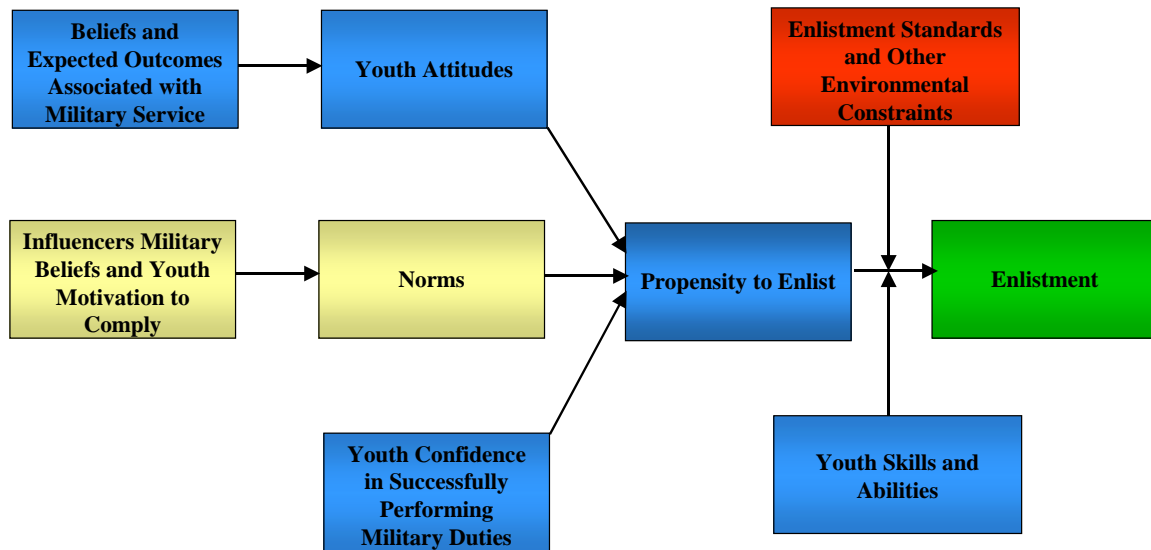 Beliefs and
Expected Outcomes
Associated with
Military Service
Youth Attitudes
Enlistment Standards
and Other
Environmental
Constraints
Influencers Military
Beliefs and Youth
Motivation to
Comply
Norms
Propensity to Enlist
Enlistment
Youth Confidence
in Successfully
Performing
Military Duties
Youth Skills and
Abilities